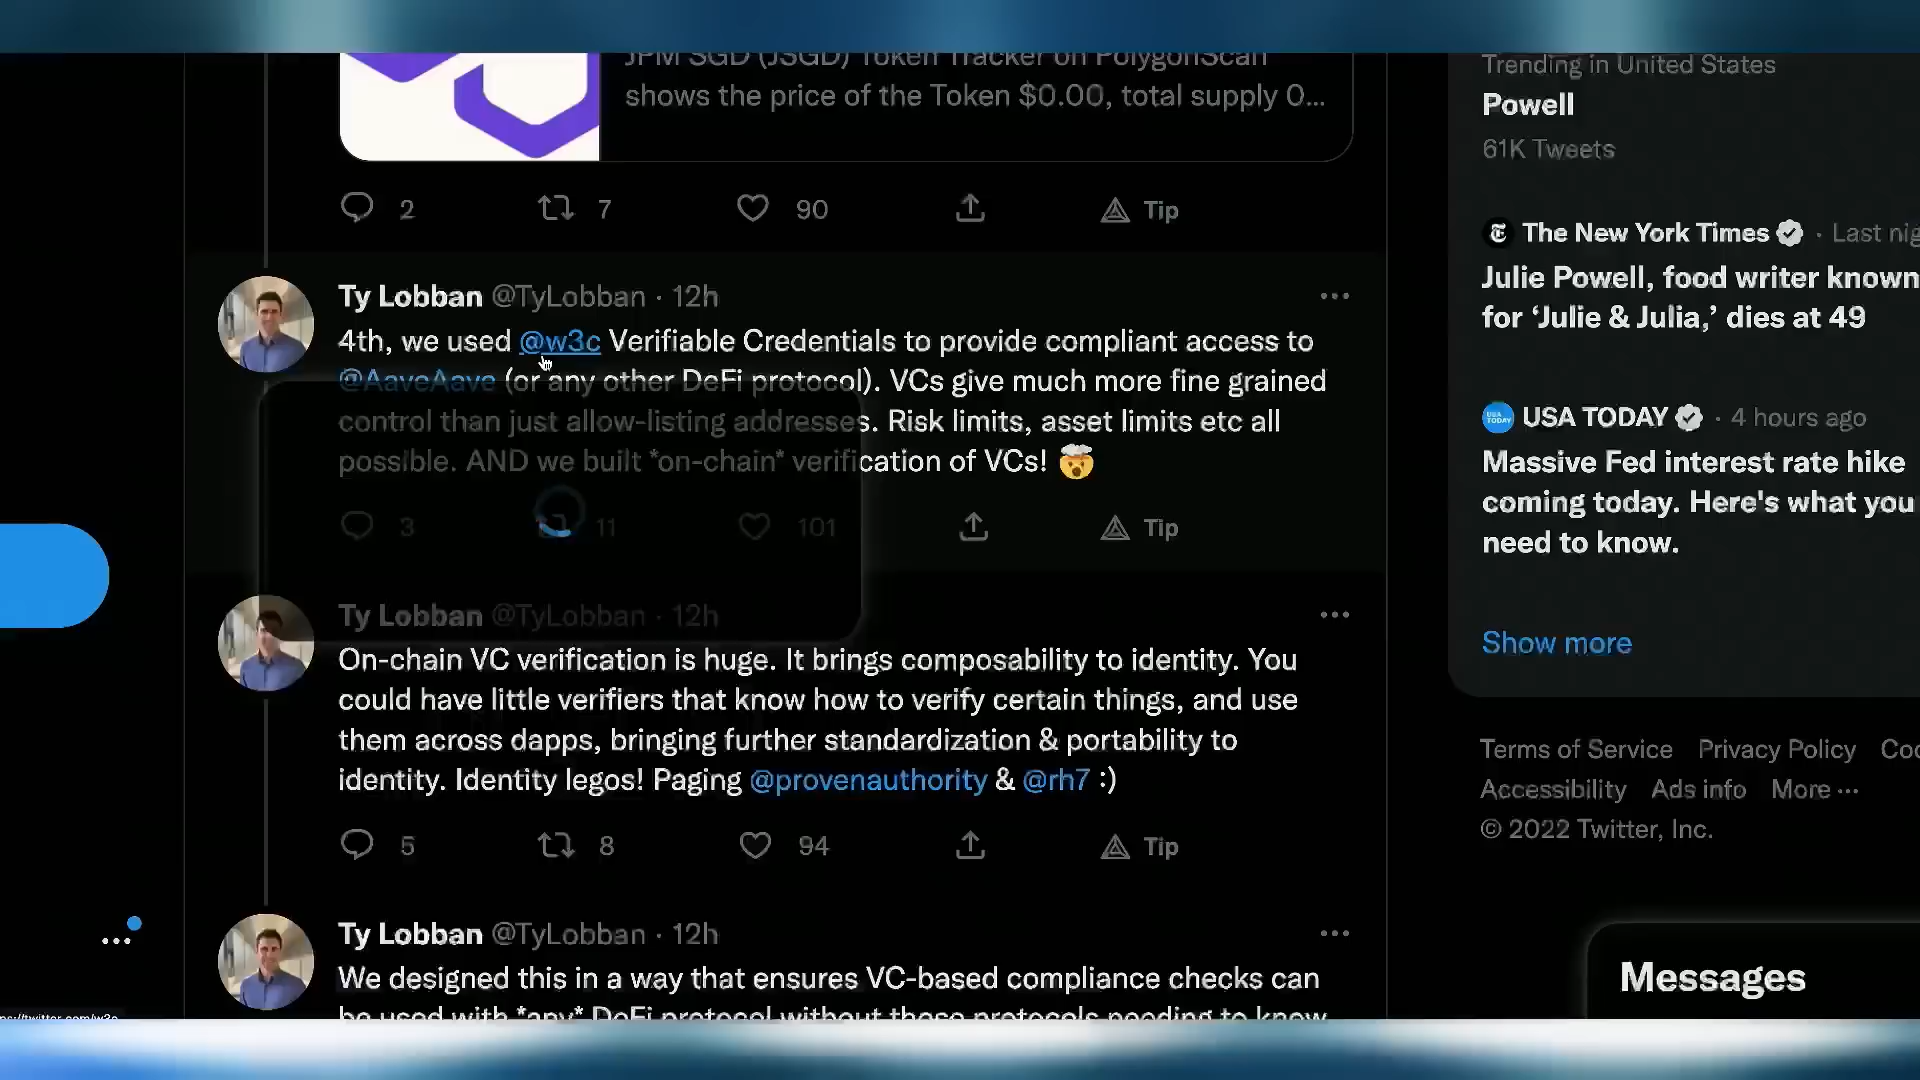 JPM SGD (JSGD) Token Tracker on PolygonScan
shows the price of the Token $0.00, total supply 0...
2 7 90 Tip
Ty Lobban @TyLobban · 12h
4th, we used @w3c Verifiable Credentials to provide compliant access to
@AaveAave (or any other DeFi protocol). VCs give much more fine grained
control than just allow-listing addresses. Risk limits, asset limits etc all
possible. AND we built *on-chain* verification of VCs! 🤯
3 11 101 Tip
Ty Lobban @TyLobban · 12h
On-chain VC verification is huge. It brings composability to identity. You
could have little verifiers that know how to verify certain things, and use
them across dapps, bringing further standardization & portability to
identity. Identity legos! Paging @provenauthority & @rh7 :)
5 8 94 Tip
Ty Lobban @TyLobban · 12h
We designed this in a way that ensures VC-based compliance checks can
be used with *any* DeFi protocol without those protocols needing to know
Trending in United States
Powell
61K Tweets
The New York Times · Last nig
Julie Powell, food writer known
for ‘Julie & Julia,’ dies at 49
USA TODAY · 4 hours ago
Massive Fed interest rate hike
coming today. Here's what you
need to know.
Show more
Terms of Service Privacy Policy Coo
Accessibility Ads info More ...
© 2022 Twitter, Inc.
Messages